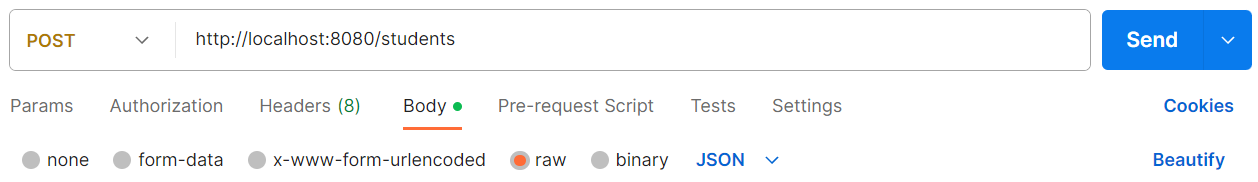 POST http://localhost:8080/students Send
Params Authorization Headers (8) Body Pre-request Script Tests Settings Cookies
none form-data x-www-form-urlencoded raw binary JSON Beautify